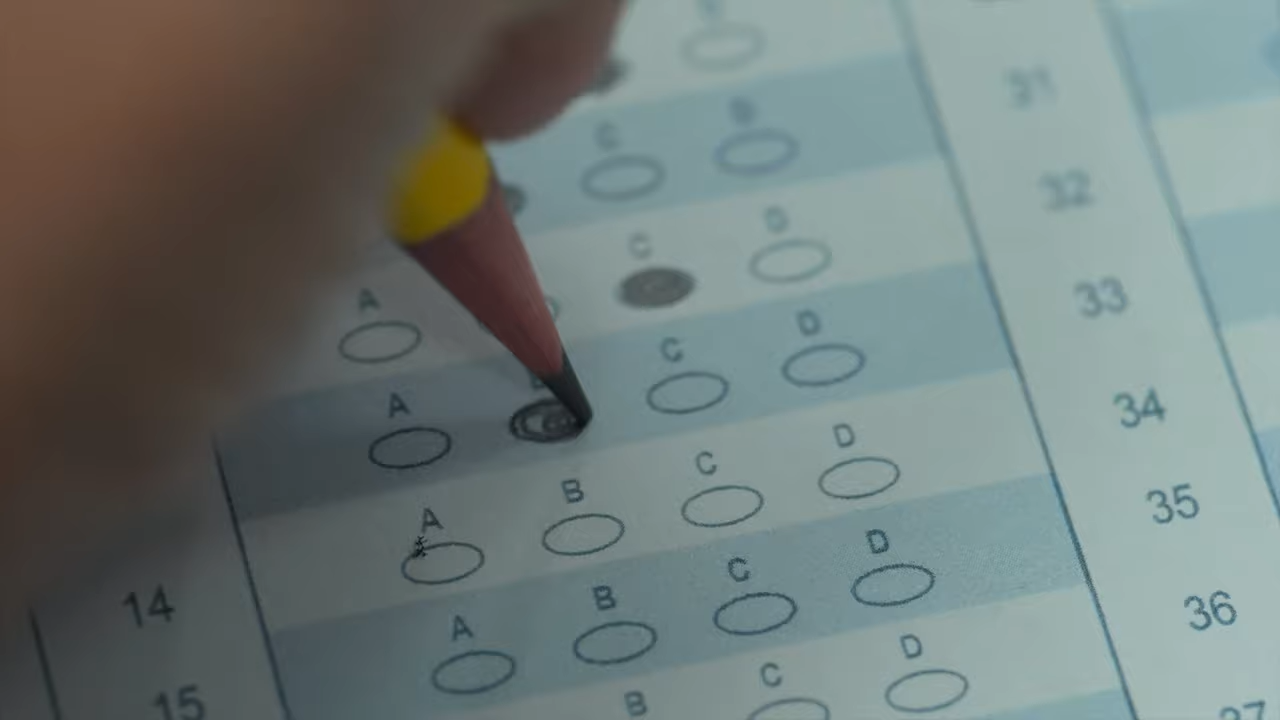 C D 31
A C D 32
A C D 33
14 A B C D 34
15 A B C D 35
B C D 36